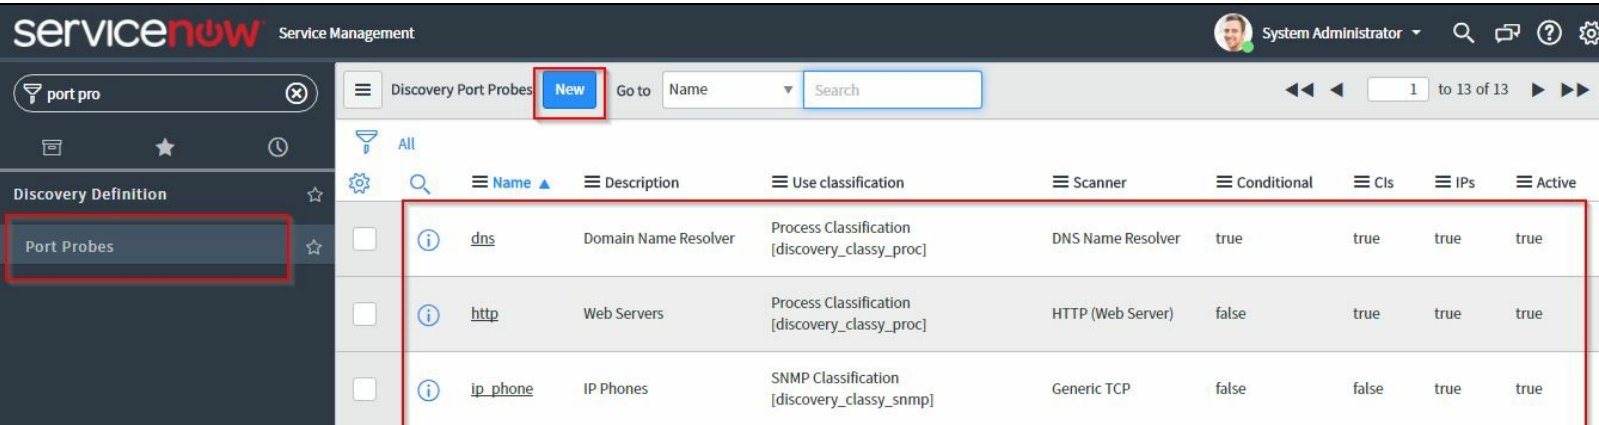 servicenow Service Management
System Administrator
port pro
Discovery Port Probes New Go to Name Search 1 to 13 of 13
All
Discovery Definition
Port Probes
Name Description Use classification Scanner Conditional CIs IPs Active
dns Domain Name Resolver Process Classification DNS Name Resolver true true true true
[discovery_classy_proc]
http Web Servers Process Classification HTTP (Web Server) false true true true
[discovery_classy_proc]
ip_phone IP Phones SNMP Classification Generic TCP false false true true
[discovery_classy_snmp]